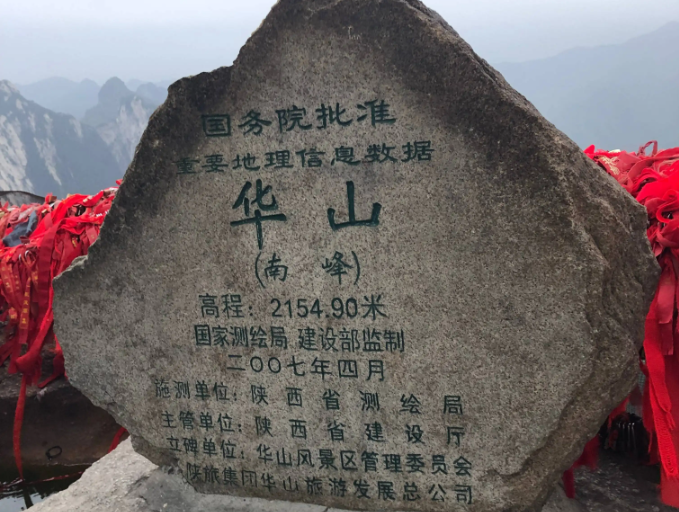 国务院批准
重要地理信息数据
华山
(南峰)
高程：2154.90米
国家测绘局 建设部监制
二〇〇七年四月
施测单位：陕西省测绘局
主管单位：陕西省建设厅
立碑单位：华山风景区管理委员会
陕旅集团华山旅游发展总公司